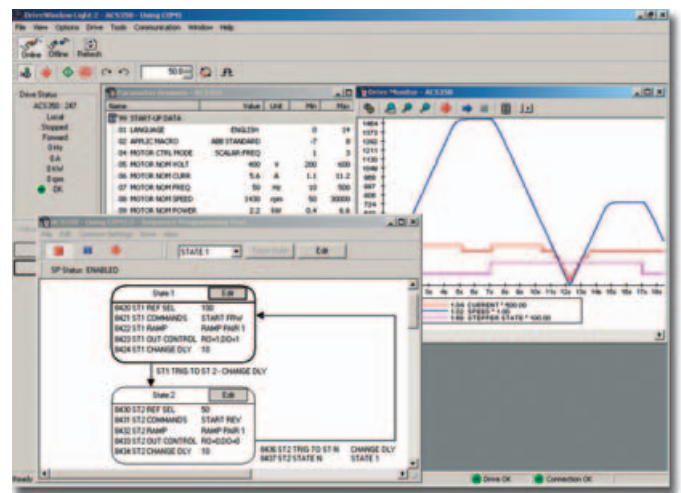 DriveWindow Light 2 - ACS350 - Using COM1
File View Options Drive Tools Communication Window Help
Online Offline Refresh
50.0
Drive Status
ACS350 : 247
Local
Stopped
Forward
0 Hz
0 A
0 kW
0 rpm
OK
Name Value Unit Min Max
99 START-UP DATA
01 LANGUAGE ENGLISH 0
02 APPLIC MACRO ABB STANDARD -7 8
04 MOTOR CTRL MODE SCALAR:FREQ 1 3
05 MOTOR NOM VOLT 400 V 200 600
06 MOTOR NOM CURR 5.6 A 1.1 11.2
07 MOTOR NOM FREQ 50 Hz 10 500
08 MOTOR NOM SPEED rpm 50 30000
09 MOTOR NOM POWER 2.2 kW 0.4 6.6
Drive Monitor - ACS350
1:04 CURRENT * 500.00
1:02 SPEED * 1.00
STEPPER STATE * 100.00
File Edit View
STATE 1 Edit
SP Status ENABLED
State 1 Edit
8420 ST1 REF SEL 100
8421 ST1 COMMANDS START FRW
8422 ST1 RAMP RAMP PAIR 1
8423 ST1 OUT CONTROL RO=1,DO=1
8424 ST1 CHANGE DLY 10
ST1 TRIG TO ST 2 - CHANGE DLY
State 2 Edit
8430 ST2 REF SEL 50
8431 ST2 COMMANDS START REV
8432 ST2 RAMP RAMP PAIR 1
8433 ST2 OUT CONTROL RO=0,DO=0
8434 ST2 CHANGE DLY 10
8436 ST2 TRIG TO ST N CHANGE DLY
8437 ST2 STATE N STATE 1
Ready Drive OK Connection OK